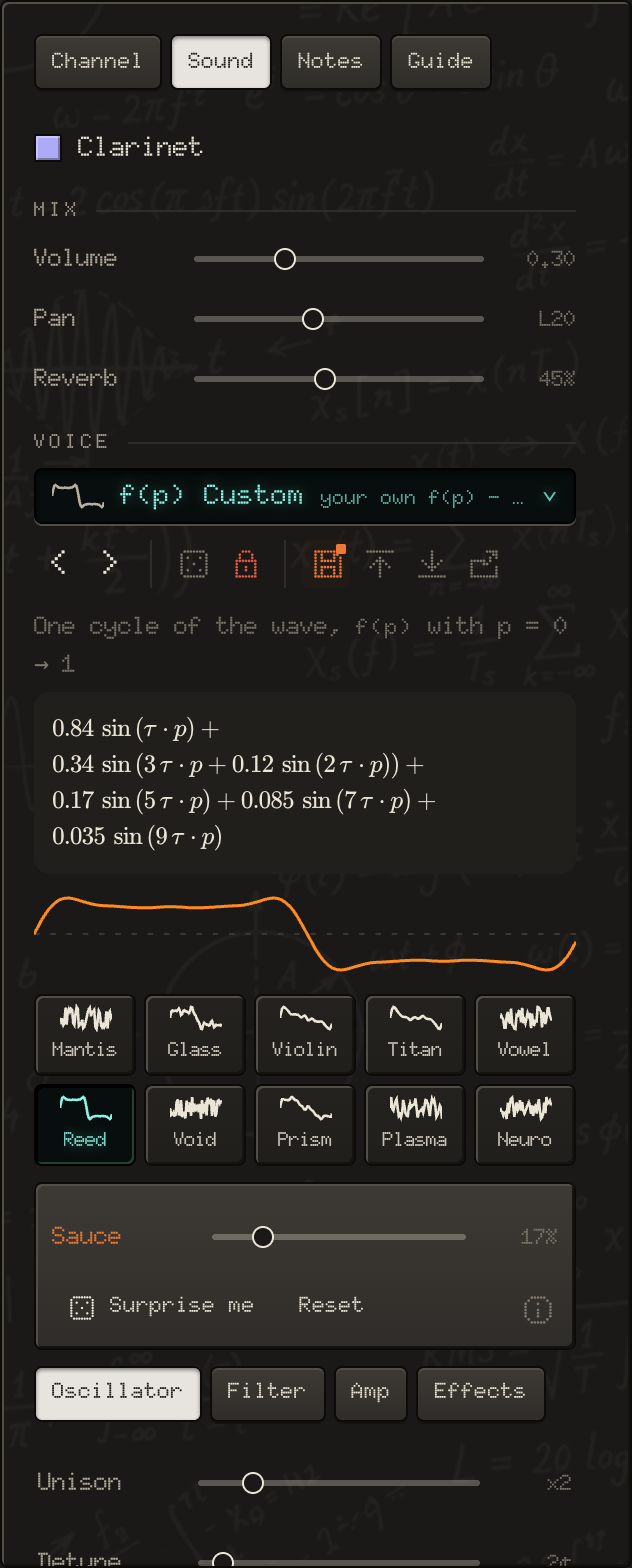 Channel Sound Notes Guide
Clarinet
MIX
Volume 0.30
Pan L20
Reverb 45%
VOICE
f(p) Custom your own f(p) – …
One cycle of the wave, f(p) with p = 0
→ 1
0.84 sin (τ · p) +
0.34 sin (3 τ · p + 0.12 sin (2 τ · p)) +
0.17 sin (5 τ · p) + 0.085 sin (7 τ · p) +
0.035 sin (9 τ · p)
Mantis Glass Violin Titan Vowel
Reed Void Prism Plasma Neuro
Sauce 17%
Surprise me Reset
Oscillator Filter Amp Effects
Unison x2
Detune